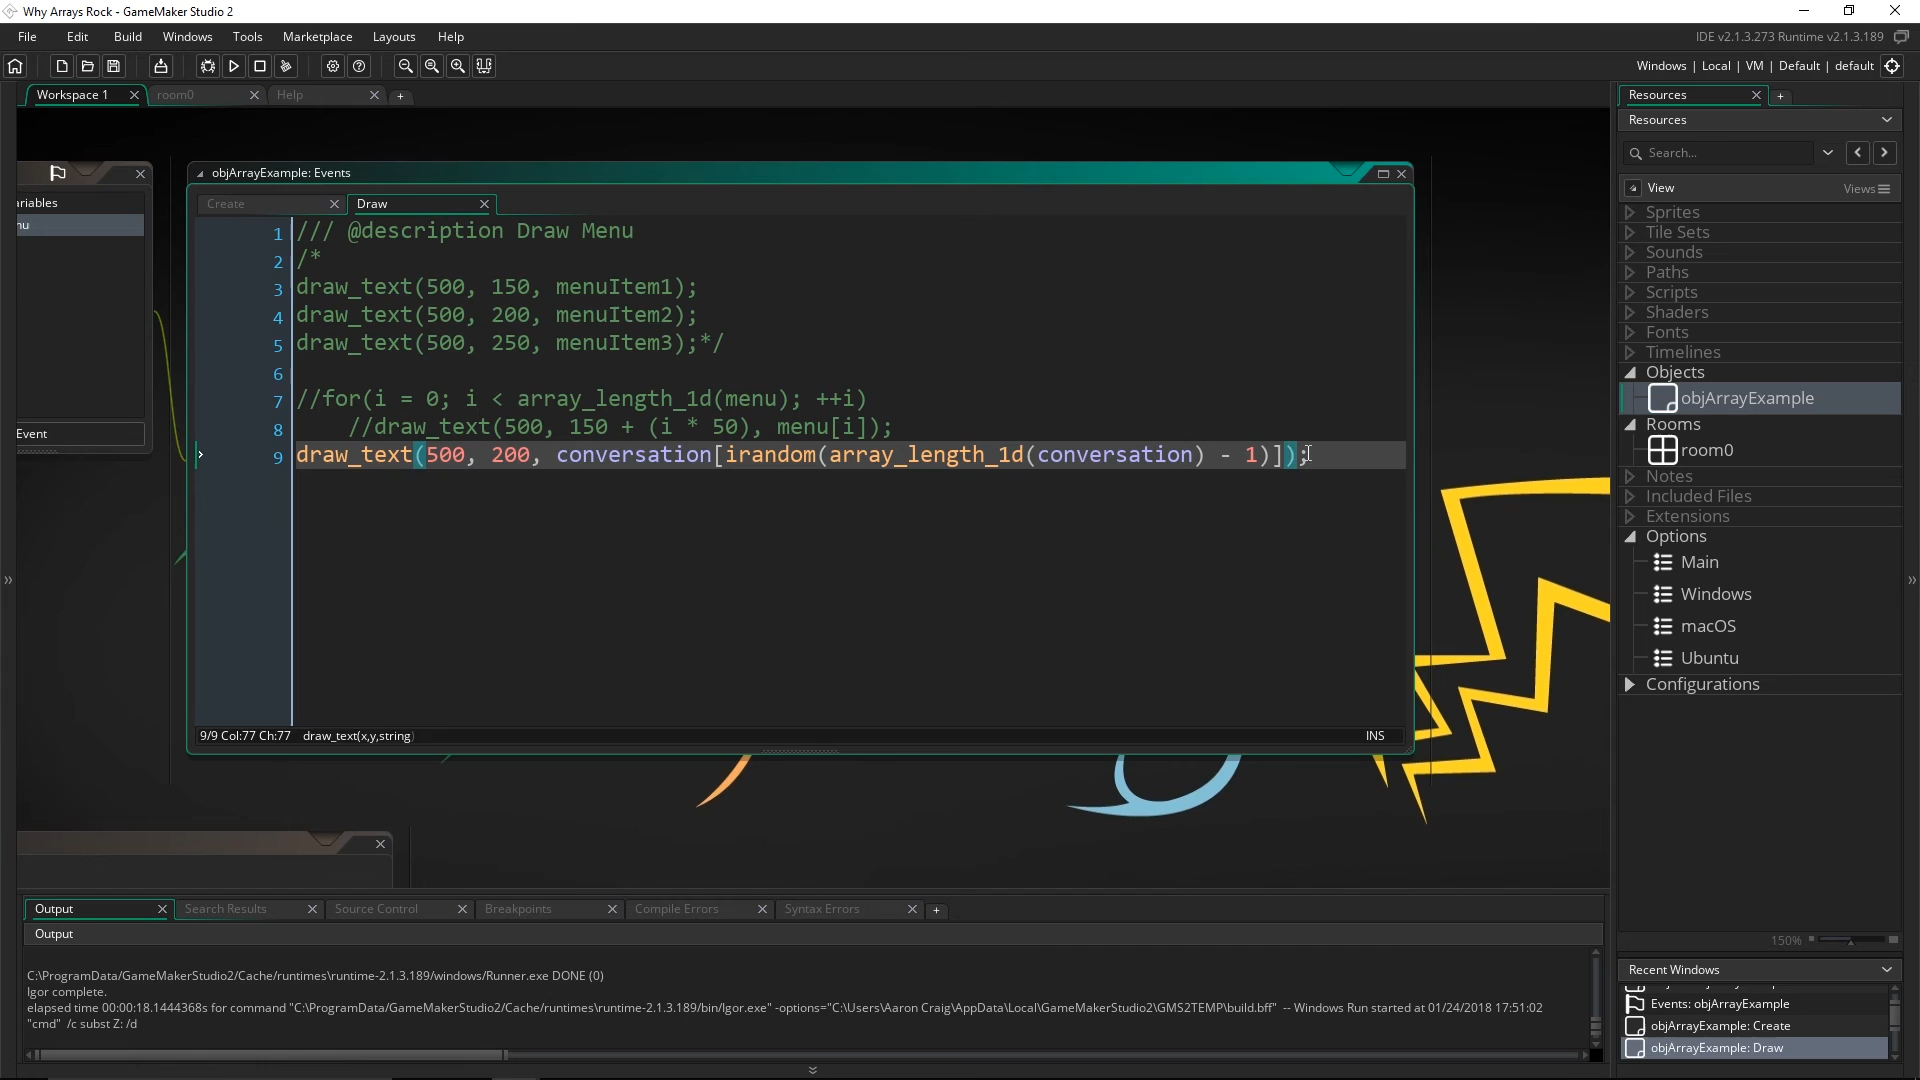 Why Arrays Rock - GameMaker Studio 2
File Edit Build Windows Tools Marketplace Layouts Help
IDE v2.1.3.273 Runtime v2.1.3.189
Windows | Local | VM | Default | default
Workspace 1 room0 Help
Resources
Resources
Search...
View Views
Sprites
Tile Sets
Sounds
Paths
Scripts
Shaders
Fonts
Timelines
Objects
objArrayExample
Rooms
room0
Notes
Included Files
Extensions
Options
Main
Windows
macOS
Ubuntu
Configurations
150%
Recent Windows
Events: objArrayExample
objArrayExample: Create
objArrayExample: Draw
ariables
nu
Event
objArrayExample: Events
Create Draw
1 /// @description Draw Menu
2 /*
3 draw_text(500, 150, menuItem1);
4 draw_text(500, 200, menuItem2);
5 draw_text(500, 250, menuItem3);*/
6
7 //for(i = 0; i < array_length_1d(menu); ++i)
8 //draw_text(500, 150 + (i * 50), menu[i]);
9 draw_text(500, 200, conversation[irandom(array_length_1d(conversation) - 1)]);
9/9 Col:77 Ch:77 draw_text(x,y,string) INS
Output Search Results Source Control Breakpoints Compile Errors Syntax Errors
Output
C:\ProgramData/GameMakerStudio2/Cache/runtimes\runtime-2.1.3.189/windows/Runner.exe DONE (0)
Igor complete.
elapsed time 00:00:18.1444368s for command "C:\ProgramData/GameMakerStudio2/Cache/runtimes\runtime-2.1.3.189/bin/Igor.exe" -options="C:\Users\Aaron Craig\AppData\Local\GameMakerStudio2\GMS2TEMP\build.bff" -- Windows Run started at 01/24/2018 17:51:02
"cmd" /c subst Z: /d